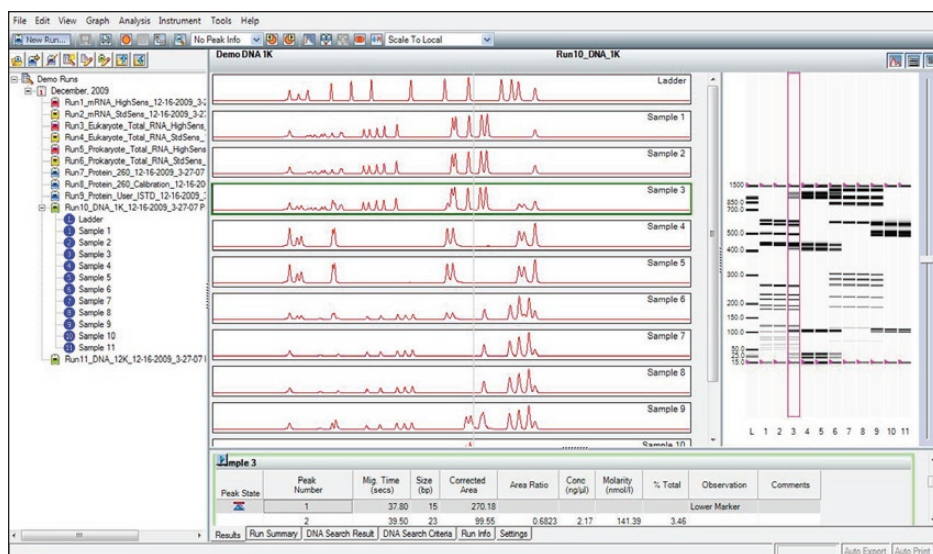 File Edit View Graph Analysis Instrument Tools Help
New Run... No Peak Info Scale To Local
Demo DNA 1K Run10_DNA_1K
Demo Runs
December, 2009
Run1_mRNA_HighSens_12-16-2009_3-2
Run2_mRNA_StdSens_12-16-2009_3-2
Run3_Eukaryote_Total_RNA_HighSens_
Run4_Eukaryote_Total_RNA_StdSens_
Run5_Prokaryote_Total_RNA_HighSens
Run6_Prokaryote_Total_RNA_StdSens_
Run7_Protein_260_12-16-2009_3-27-07
Run8_Protein_260_Calibration_12-16-20
Run9_Protein_User_ISTD_12-16-2009_
Run10_DNA_1K_12-16-2009_3-27-07 P
Ladder
Sample 1
Sample 2
Sample 3
Sample 4
Sample 5
Sample 6
Sample 7
Sample 8
Sample 9
Sample 10
Sample 11
Run11_DNA_12K_12-16-2009_3-27-07
Ladder
Sample 1
Sample 2
Sample 3
Sample 4
Sample 5
Sample 6
Sample 7
Sample 8
Sample 9
Sample 10
1500
850.0
700.0
500.0
400.0
300.0
200.0
150.0
100.0
50.0
25.0
15.0
L 1 2 3 4 5 6 7 8 9 10 11
mple 3
Peak State Peak Number Mig. Time (secs) Size (bp) Corrected Area Area Ratio Conc (ng/µl) Molarity (nmol/l) % Total Observation Comments
1 37.80 15 270.18 Lower Marker
2 39.50 23 99.55 0.6823 2.17 141.39 3.46
Results Run Summary DNA Search Result DNA Search Criteria Run Info Settings
Auto Export Auto Print